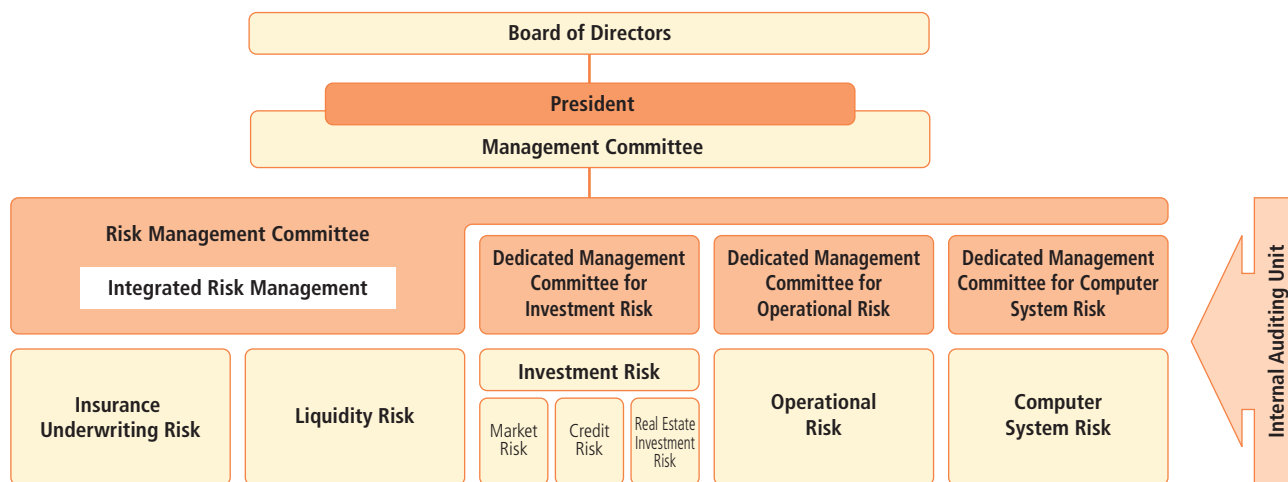 Board of Directors
President
Management Committee
Risk Management Committee
Integrated Risk Management
Dedicated Management
Committee for
Investment Risk
Dedicated Management
Committee for
Operational Risk
Dedicated Management
Committee for Computer
System Risk
Insurance
Underwriting Risk
Liquidity Risk
Investment Risk
Market
Risk
Credit
Risk
Real Estate
Investment
Risk
Operational
Risk
Computer
System Risk
Internal Auditing Unit